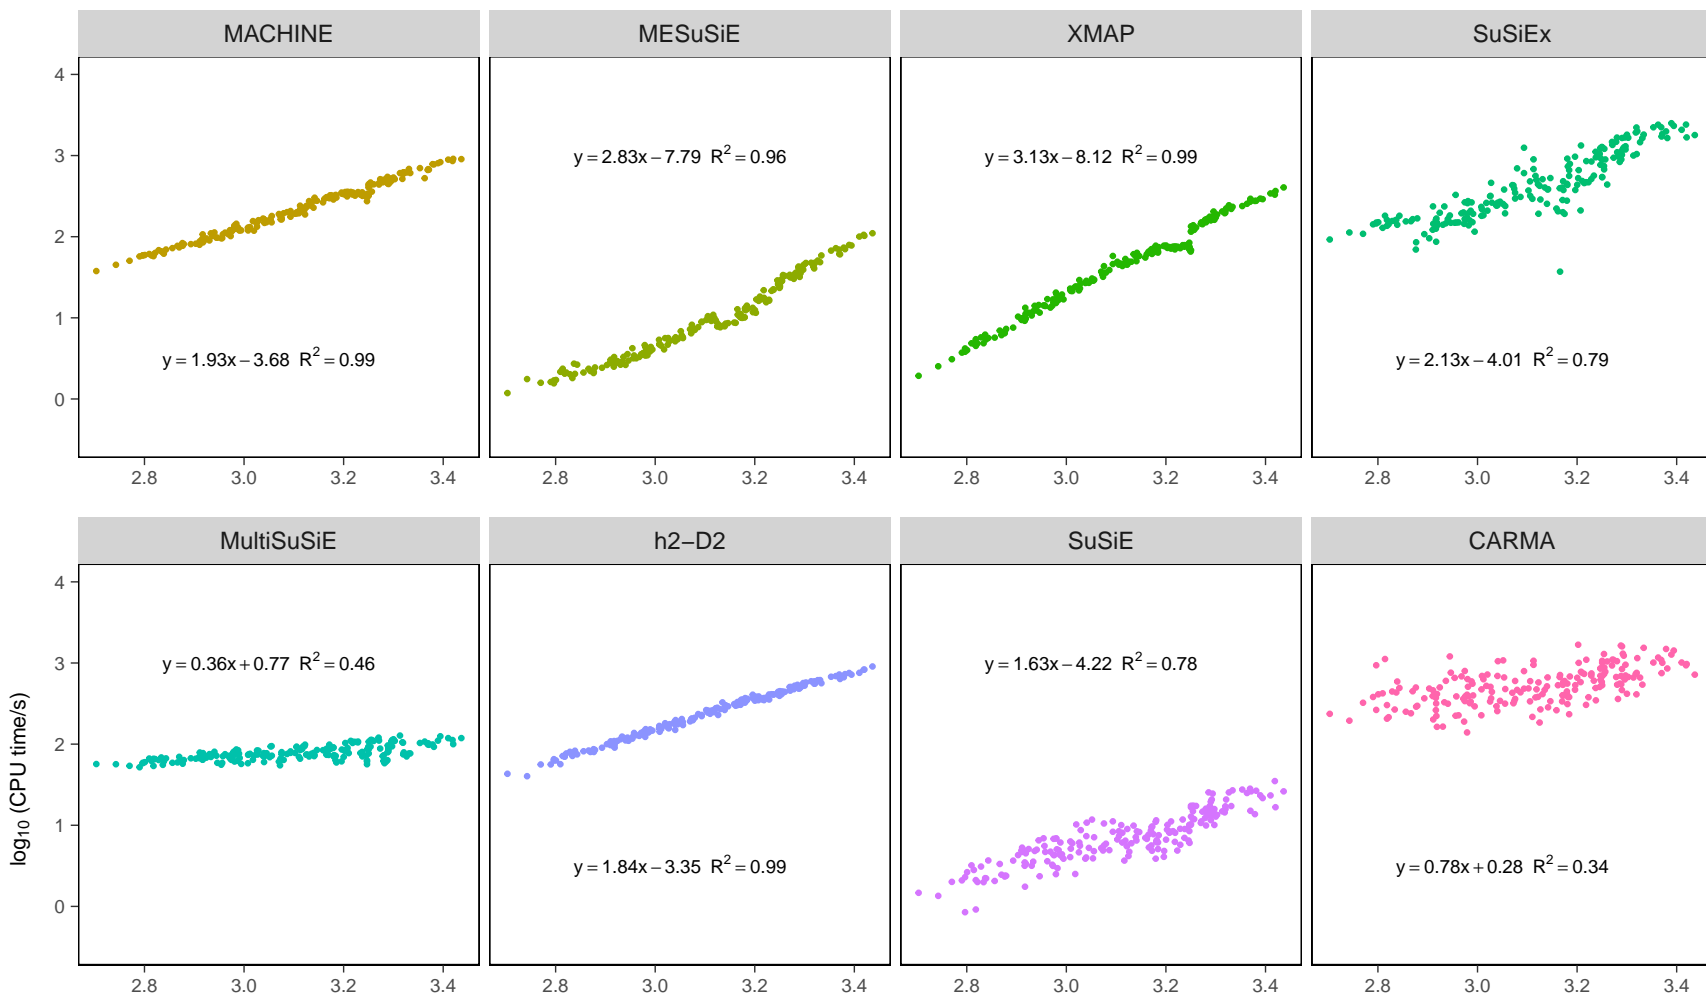 MACHINE MESuSiE XMAP SuSiEx
4
3
2
1
0
y = 1.93x − 3.68 R² = 0.99
y = 2.83x − 7.79 R² = 0.96
y = 3.13x − 8.12 R² = 0.99
y = 2.13x − 4.01 R² = 0.79
2.8 3.0 3.2 3.4 2.8 3.0 3.2 3.4 2.8 3.0 3.2 3.4 2.8 3.0 3.2 3.4
MultiSuSiE h2−D2 SuSiE CARMA
log₁₀ (CPU time/s)
4
3
2
1
0
y = 0.36x + 0.77 R² = 0.46
y = 1.84x − 3.35 R² = 0.99
y = 1.63x − 4.22 R² = 0.78
y = 0.78x + 0.28 R² = 0.34
2.8 3.0 3.2 3.4 2.8 3.0 3.2 3.4 2.8 3.0 3.2 3.4 2.8 3.0 3.2 3.4